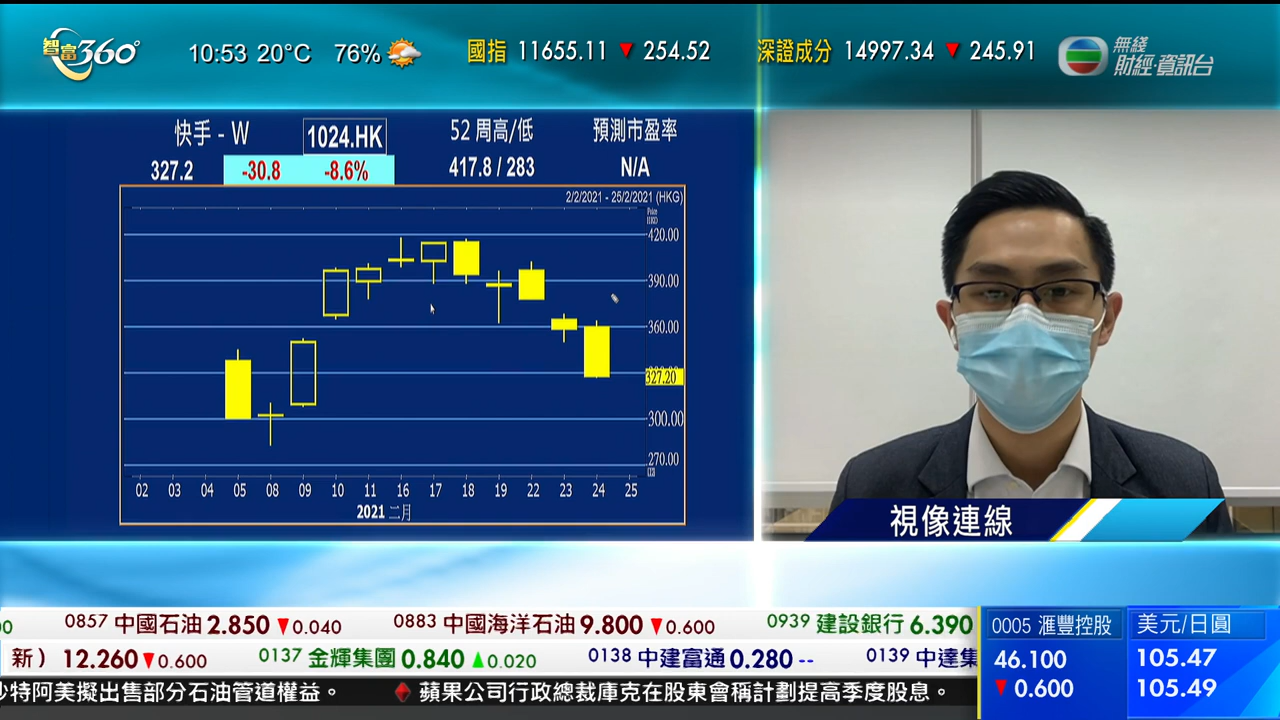 智富360°
10:53 20°C 76%
國指 11655.11 ▼ 254.52
深證成分 14997.34 ▼ 245.91
無綫
財經·資訊台
快手 - W 1024.HK 52 周高/低 預測市盈率
327.2 -30.8 -8.6% 417.8 / 283 N/A
2/2/2021 - 25/2/2021 (HKG)
Price
HKD
420.00
390.00
360.00
327.20
300.00
270.00
02 03 04 05 08 09 10 11 16 17 18 19 22 23 24 25
2021 二月
視像連線
0857 中國石油 2.850 ▼ 0.040 0883 中國海洋石油 9.800 ▼ 0.600 0939 建設銀行 6.390
新） 12.260 ▼ 0.600 0137 金輝集團 0.840 ▲ 0.020 0138 中建富通 0.280 -- 0139 中達集
沙特阿美擬出售部分石油管道權益。 ◆ 蘋果公司行政總裁庫克在股東會稱計劃提高季度股息。
0005 滙豐控股
46.100
▼ 0.600
美元/日圓
105.47
105.49